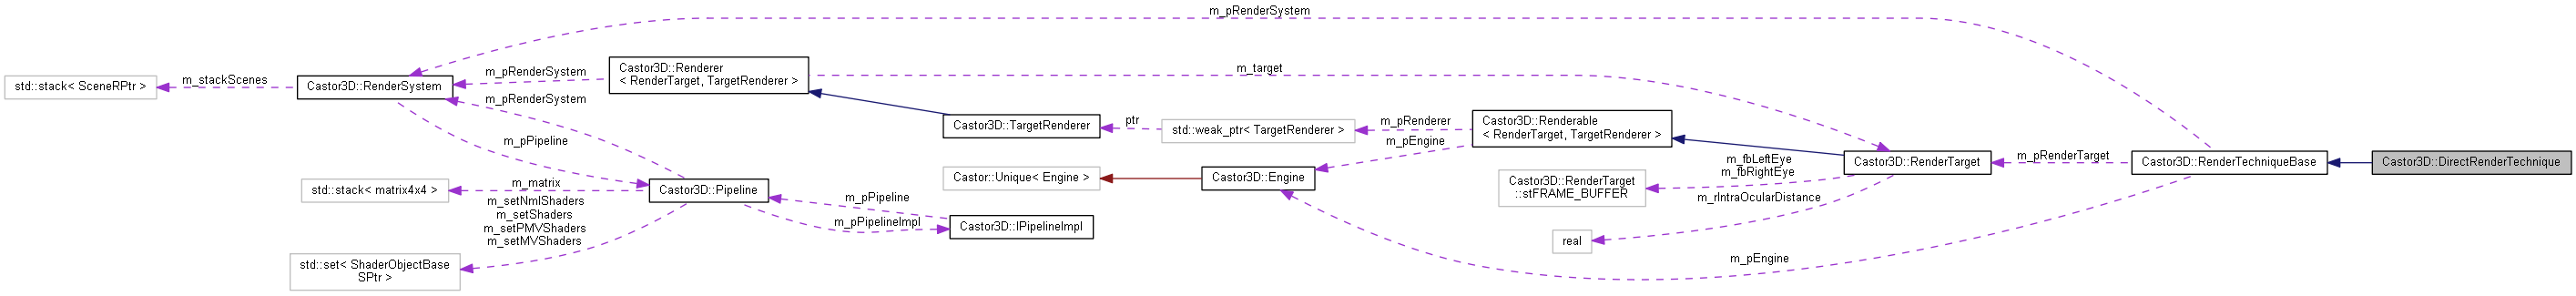 m_pRenderSystem
std::stack< SceneRPtr >
m_stackScenes
Castor3D::RenderSystem
m_pRenderSystem
Castor3D::Renderer
< RenderTarget, TargetRenderer >
m_target
m_pRenderSystem
Castor3D::TargetRenderer
ptr
std::weak_ptr< TargetRenderer >
m_pRenderer
Castor3D::Renderable
< RenderTarget, TargetRenderer >
m_pEngine
m_pPipeline
Castor::Unique< Engine >
Castor3D::Engine
Castor3D::RenderTarget
m_pRenderTarget
Castor3D::RenderTechniqueBase
Castor3D::DirectRenderTechnique
m_fbLeftEye
m_fbRightEye
Castor3D::RenderTarget
::stFRAME_BUFFER
m_rIntraOcularDistance
std::stack< matrix4x4 >
m_matrix
Castor3D::Pipeline
m_setNmlShaders
m_setShaders
m_setPMVShaders
m_setMVShaders
m_pPipeline
m_pPipelineImpl
Castor3D::IPipelineImpl
real
m_pEngine
std::set< ShaderObjectBase
SPtr >